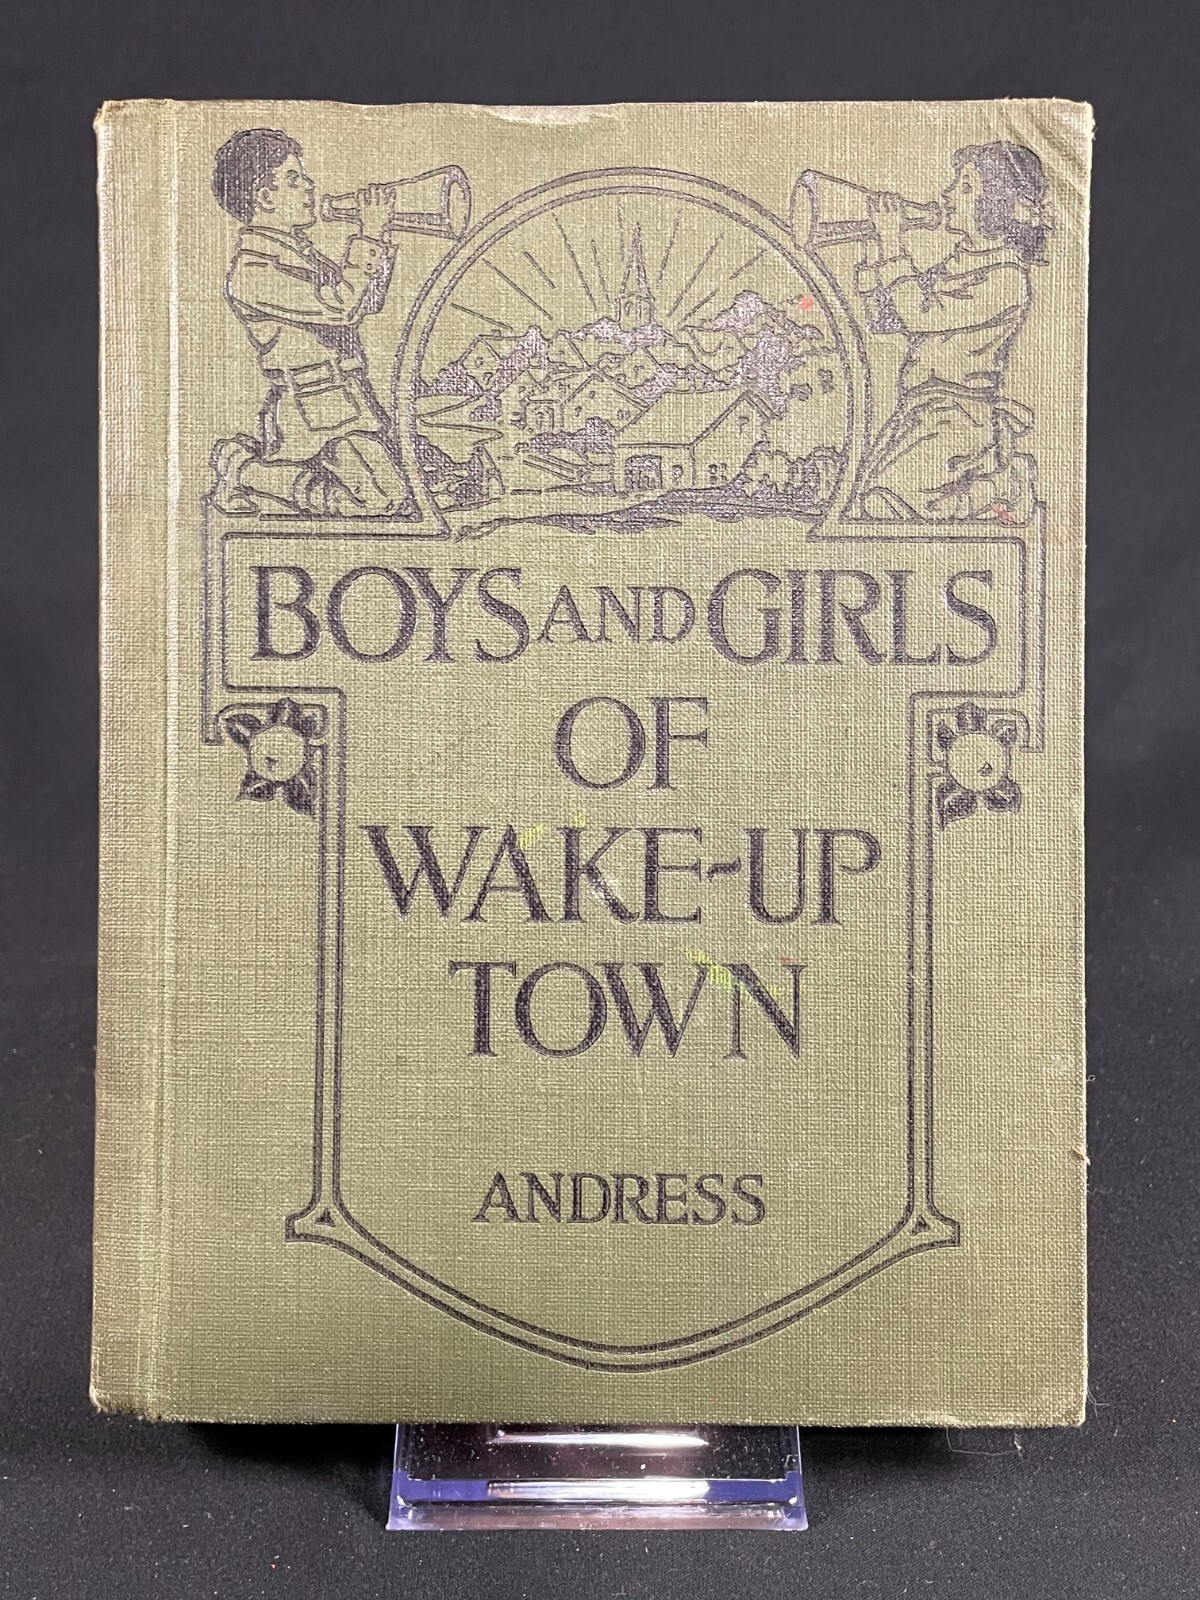 BOYS AND GIRLS
OF
WAKE-UP
TOWN
ANDRESS